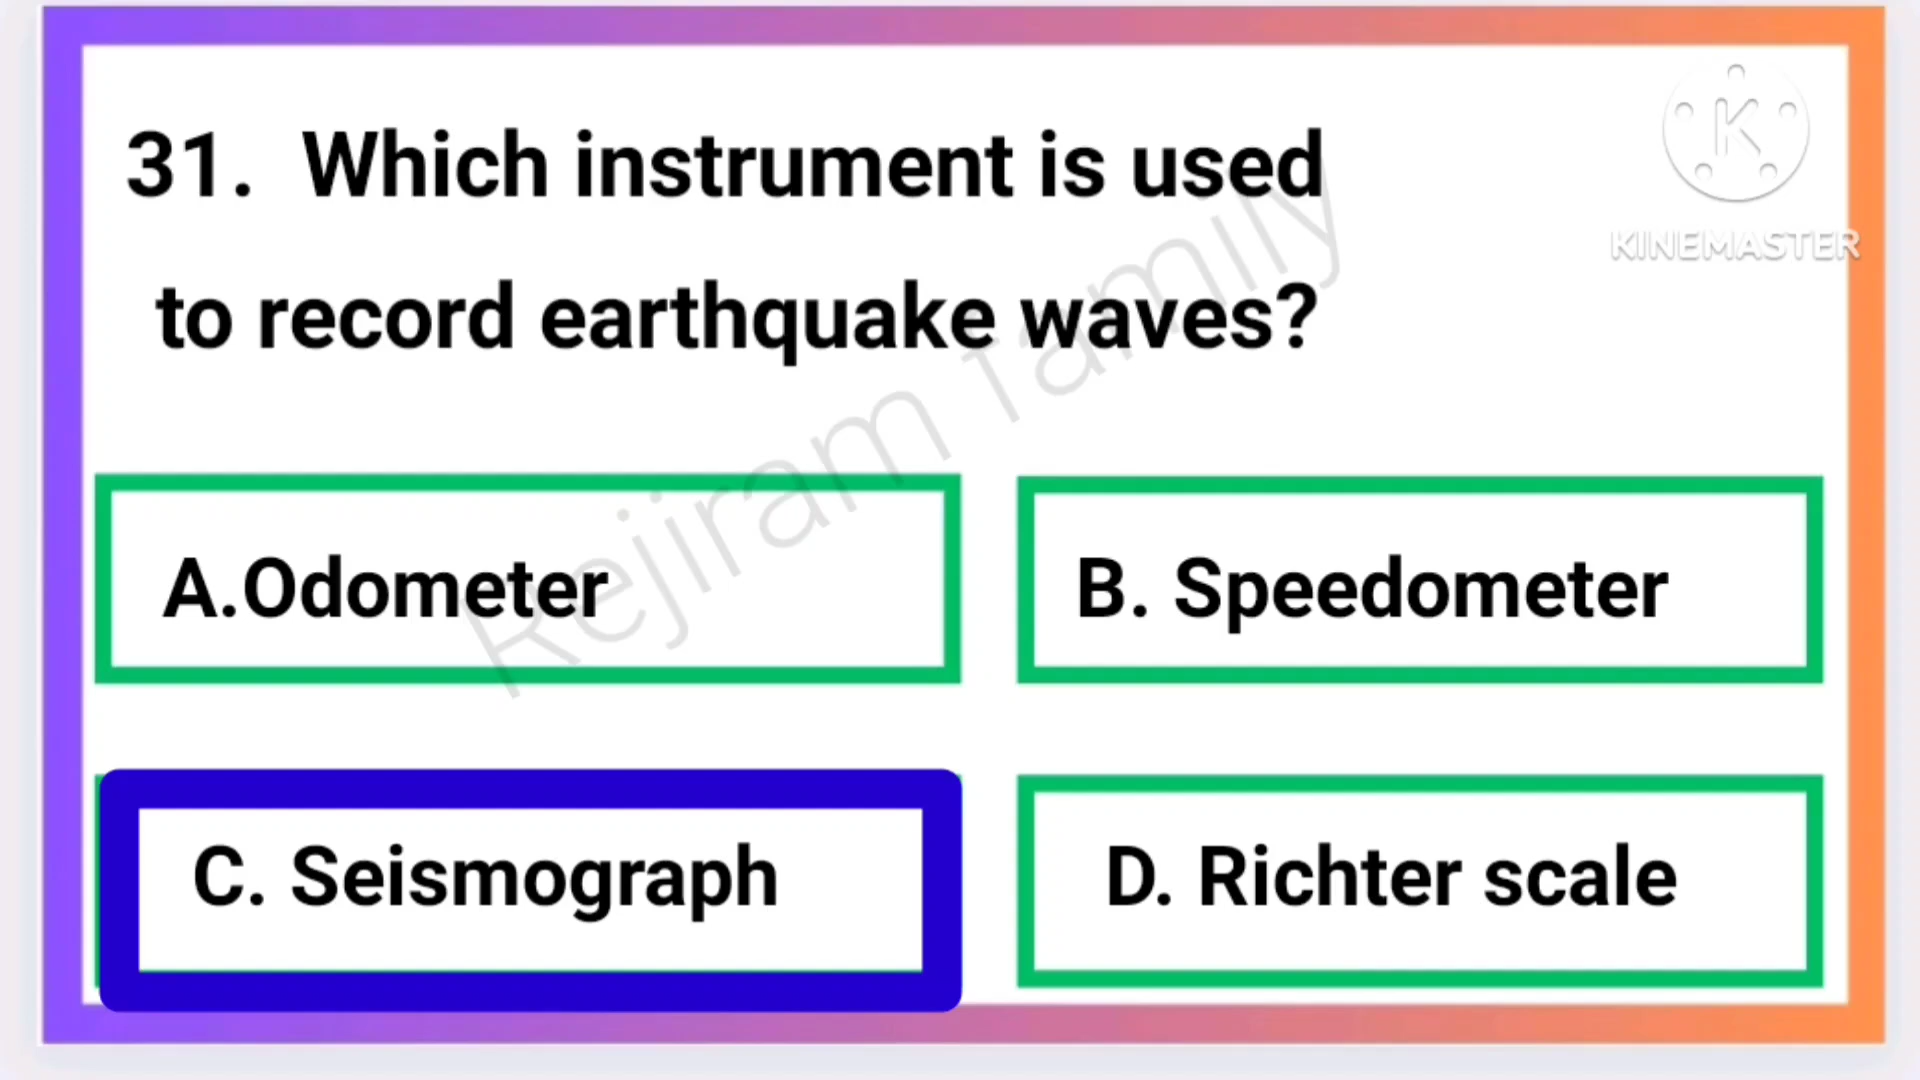 31. Which instrument is used
to record earthquake waves?
A.Odometer
B. Speedometer
C. Seismograph
D. Richter scale
K
KINEMASTER
Rejiram family